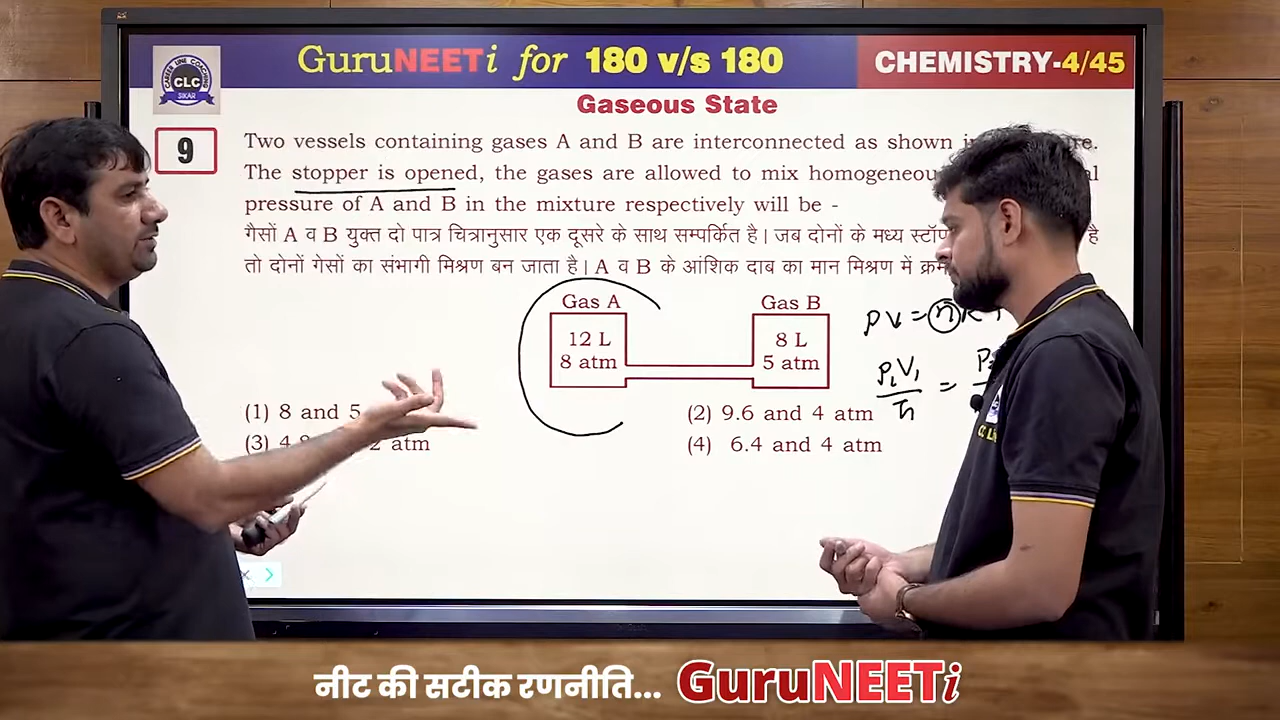 GuruNEETi for 180 v/s 180
CHEMISTRY-4/45
CLC
SIKAR
Gaseous State
9
Two vessels containing gases A and B are interconnected as shown
The stopper is opened, the gases are allowed to mix
pressure of A and B in the mixture respectively will be -
गैसों A व B युक्त दो पात्र चित्रानुसार एक दूसरे के साथ सम्पर्कित है। जब दोनों के मध्य है
तो दोनों गेसों का संभागी मिश्रण बन जाता है। A व B के आंशिक दाब का मान मिश्रण में
Gas A
Gas B
12 L
8 atm
8 L
5 atm
PV = n
P₁V₁ =
T₁
(1) 8 and 5
(2) 9.6 and 4 atm
(3) atm
(4) 6.4 and 4 atm
नीट की सटीक रणनीति... GuruNEETi